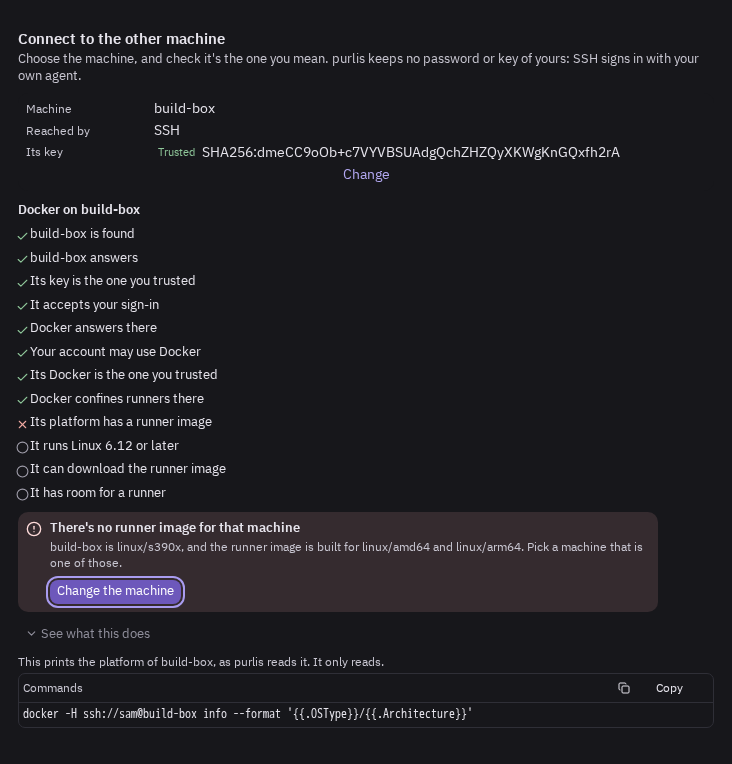 Connect to the other machine
Choose the machine, and check it's the one you mean. purlis keeps no password or key of yours: SSH signs in with your
own agent.
Machine build-box
Reached by SSH
Its key Trusted SHA256:dmeCC9oOb+c7VYVBSUAdgQchZHZQyXKWgKnGQxfh2rA
Change
Docker on build-box
build-box is found
build-box answers
Its key is the one you trusted
It accepts your sign-in
Docker answers there
Your account may use Docker
Its Docker is the one you trusted
Docker confines runners there
Its platform has a runner image
It runs Linux 6.12 or later
It can download the runner image
It has room for a runner
There's no runner image for that machine
build-box is linux/s390x, and the runner image is built for linux/amd64 and linux/arm64. Pick a machine that is
one of those.
Change the machine
See what this does
This prints the platform of build-box, as purlis reads it. It only reads.
Commands Copy
docker -H ssh://sam@build-box info --format '{{.OSType}}/{{.Architecture}}'